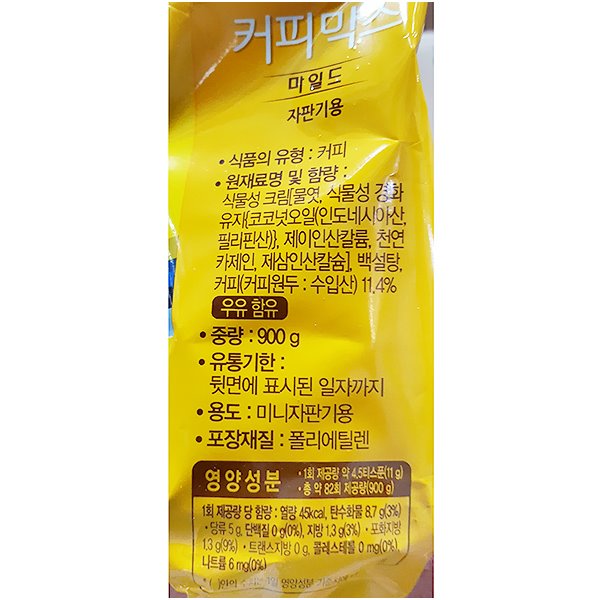 커피믹스
마일드
자판기용
• 식품의 유형 : 커피
• 원재료명 및 함량 :
식물성 크림[물엿, 식물성 경화
유지{코코넛오일(인도네시아산,
필리핀산)}, 제이인산칼륨, 천연
카제인, 제삼인산칼슘], 백설탕,
커피(커피원두 : 수입산) 11.4%
우유 함유
• 중량 : 900 g
• 유통기한 :
뒷면에 표시된 일자까지
• 용도 : 미니자판기용
• 포장재질 : 폴리에틸렌
영양성분 • 1회 제공량 약 4.5티스푼(11 g)
• 총 약 82회 제공량(900 g)
1회 제공량 당 함량 : 열량 45kcal, 탄수화물 8.7 g(3%)
• 당류 5 g, 단백질 0 g(0%), 지방 1.3 g(3%) • 포화지방
1.3 g(9%) • 트랜스지방 0 g, 콜레스테롤 0 mg(0%),
나트륨 6 mg(0%)